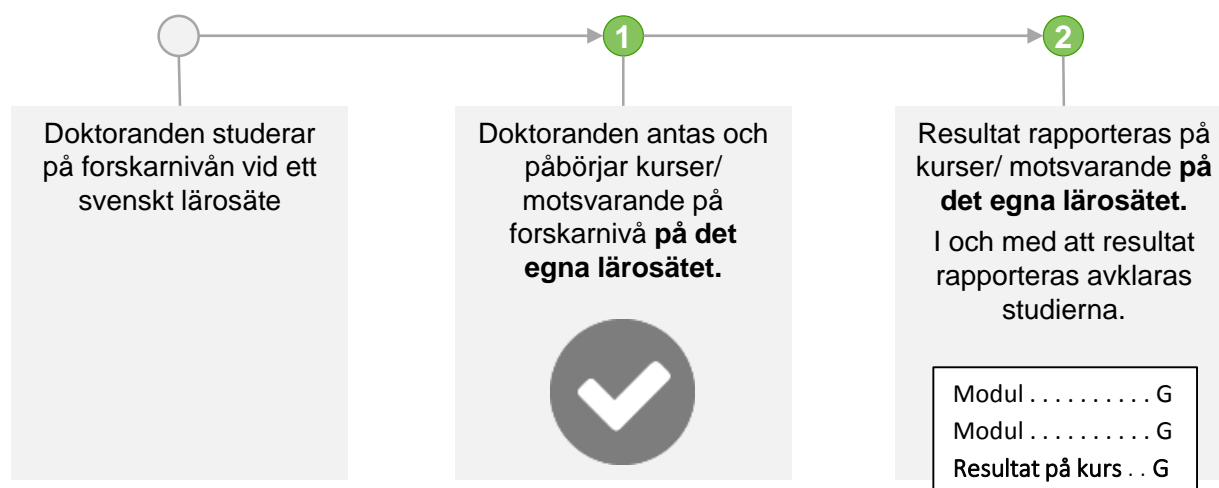 1
2
Doktoranden studerar
på forskarnivån vid ett
svenskt lärosäte
Doktoranden antas och
påbörjar kurser/
motsvarande på
forskarnivå på det
egna lärosätet.
Resultat rapporteras på
kurser/ motsvarande på
det egna lärosätet.
I och med att resultat
rapporteras avklaras
studierna.
Modul . . . . . . . . . . G
Modul . . . . . . . . . . G
Resultat på kurs . . G